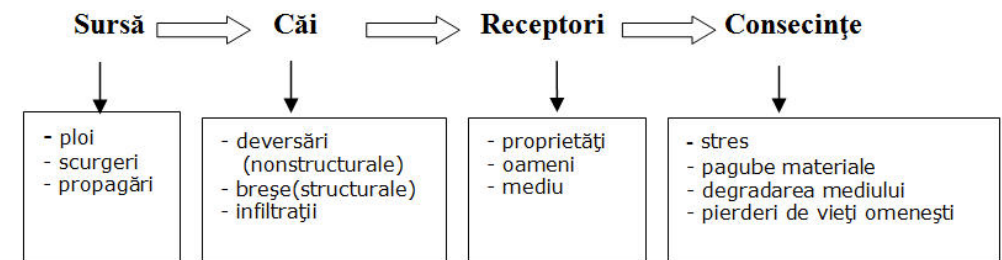 Sursă Căi Receptori Consecinţe
- ploi
- scurgeri
- propagări
- deversări
(nonstructurale)
- breşe(structurale)
- infiltraţii
- proprietăţi
- oameni
- mediu
- stres
- pagube materiale
- degradarea mediului
- pierderi de vieţi omeneşti